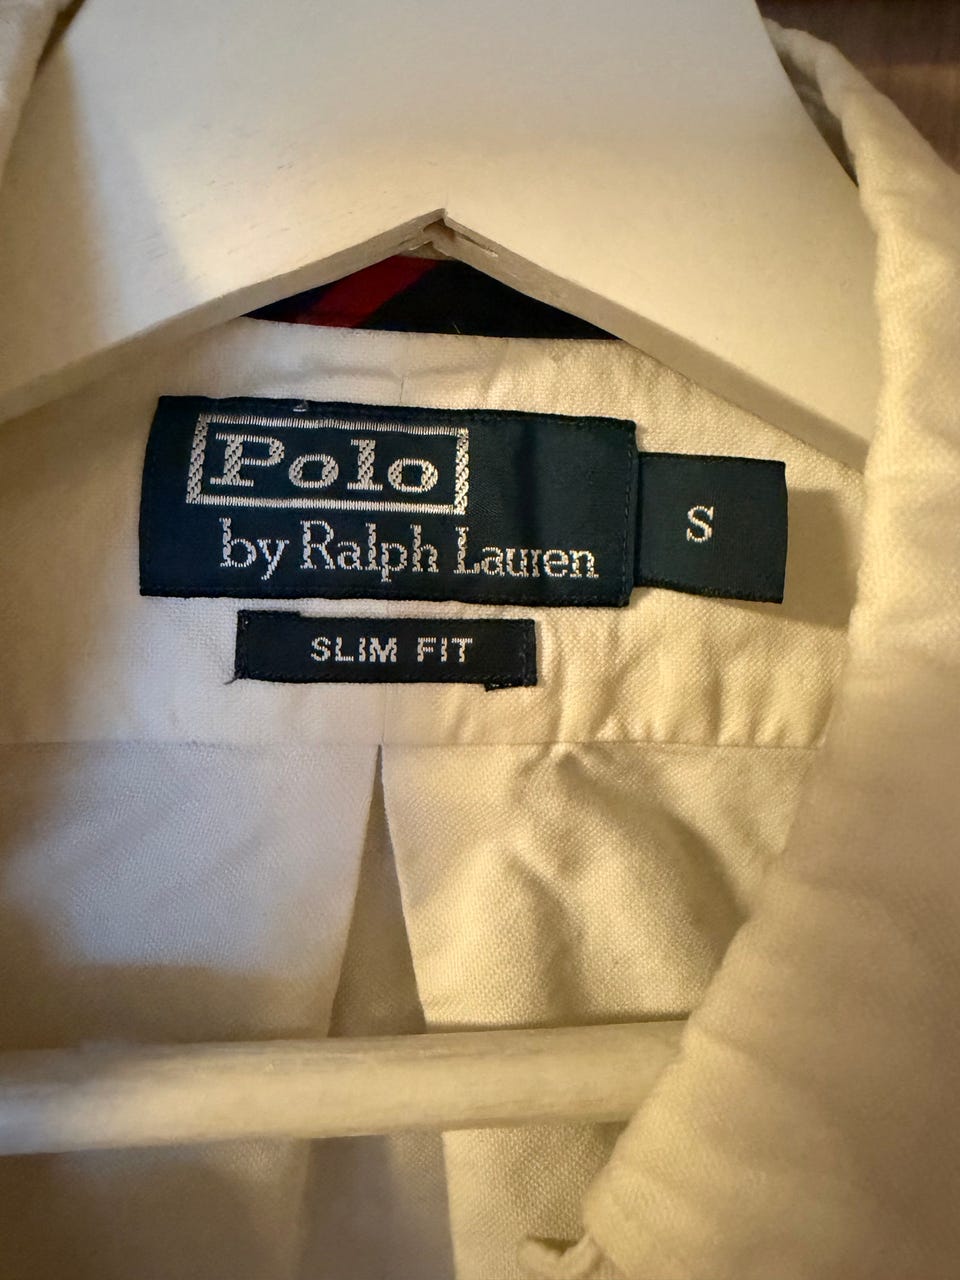 Polo
by Ralph Lauren
S
SLIM FIT